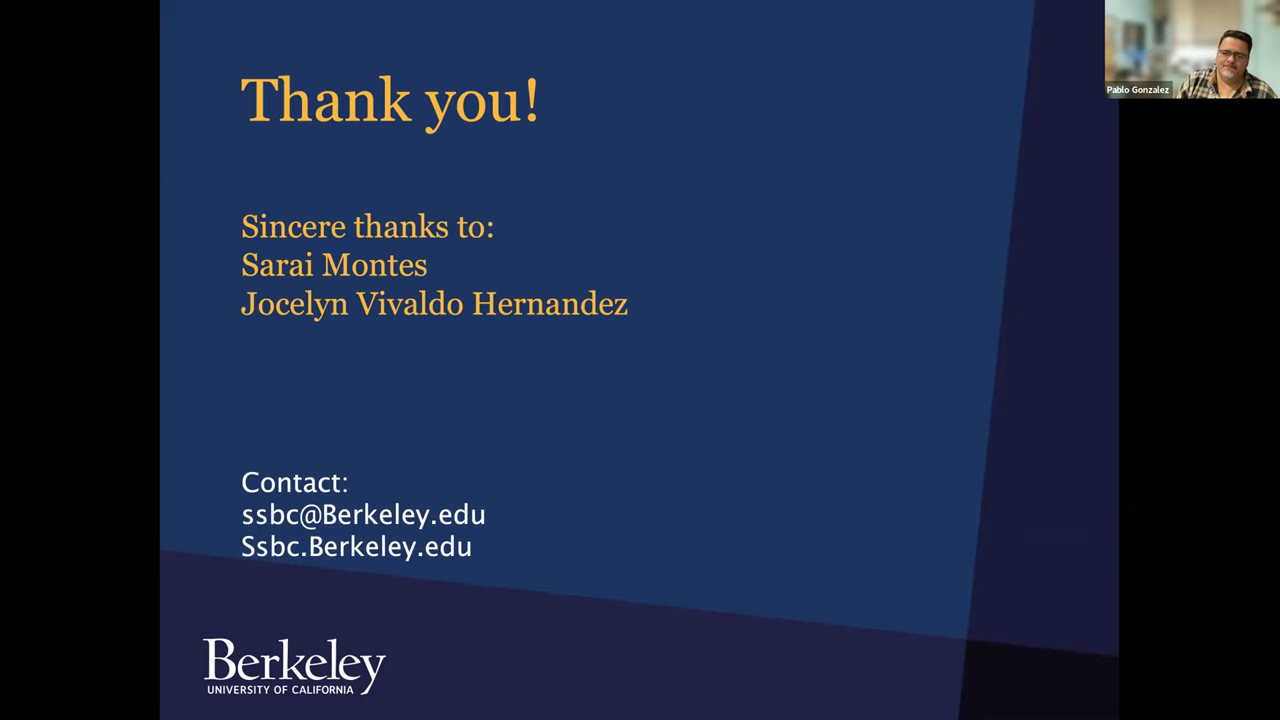 Thank you!
Sincere thanks to:
Sarai Montes
Jocelyn Vivaldo Hernandez
Contact:
ssbc@Berkeley.edu
Ssbc.Berkeley.edu
Berkeley
UNIVERSITY OF CALIFORNIA
Pablo Gonzalez